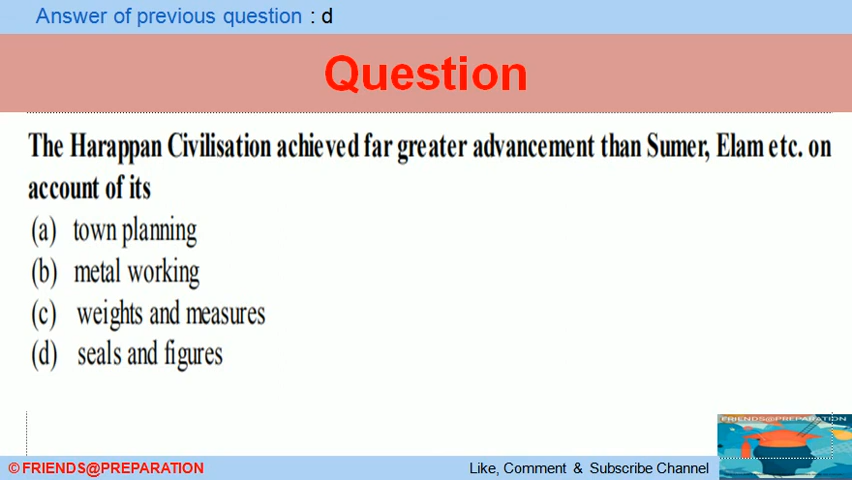 Answer of previous question : d
Question
The Harappan Civilisation achieved far greater advancement than Sumer, Elam etc. on
account of its
(a) town planning
(b) metal working
(c) weights and measures
(d) seals and figures
FRIENDS@PREPARATION
© FRIENDS@PREPARATION
Like, Comment & Subscribe Channel